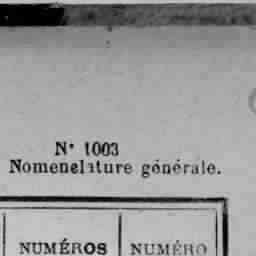 N° 1003
Nomenclature générale.
NUMÉROS NUMÉRO